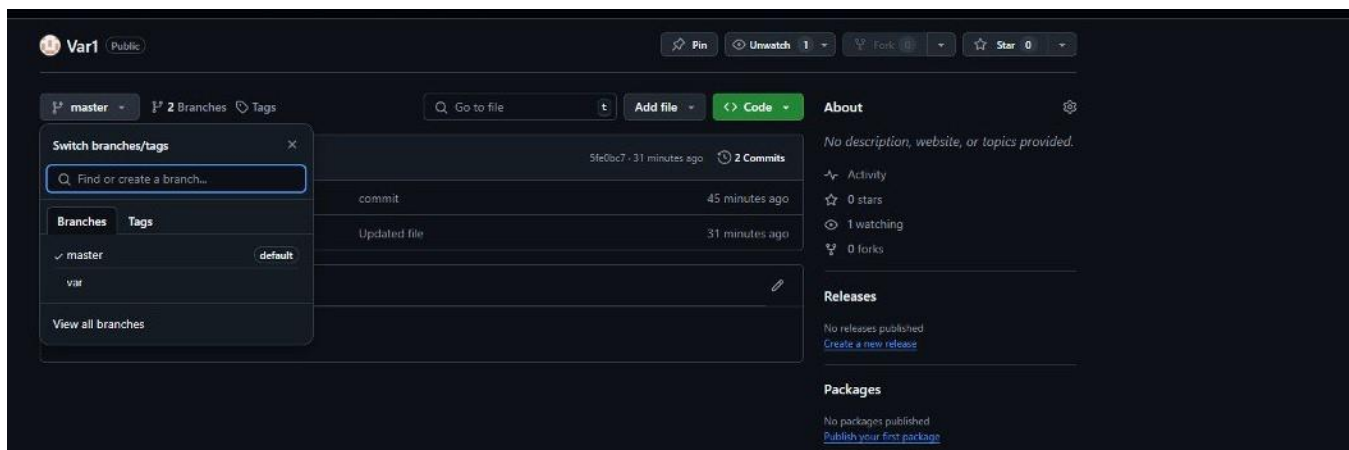 Var1 Public Pin Unwatch 1 Fork 0 Star 0
master 2 Branches Tags Go to file t Add file Code About
No description, website, or topics provided.
Switch branches/tags
5fe0bc7 · 31 minutes ago 2 Commits
Find or create a branch...
commit 45 minutes ago
Branches Tags
Updated file 31 minutes ago
master default
var
View all branches
Activity
0 stars
1 watching
0 forks
Releases
No releases published
Create a new release
Packages
No packages published
Publish your first package